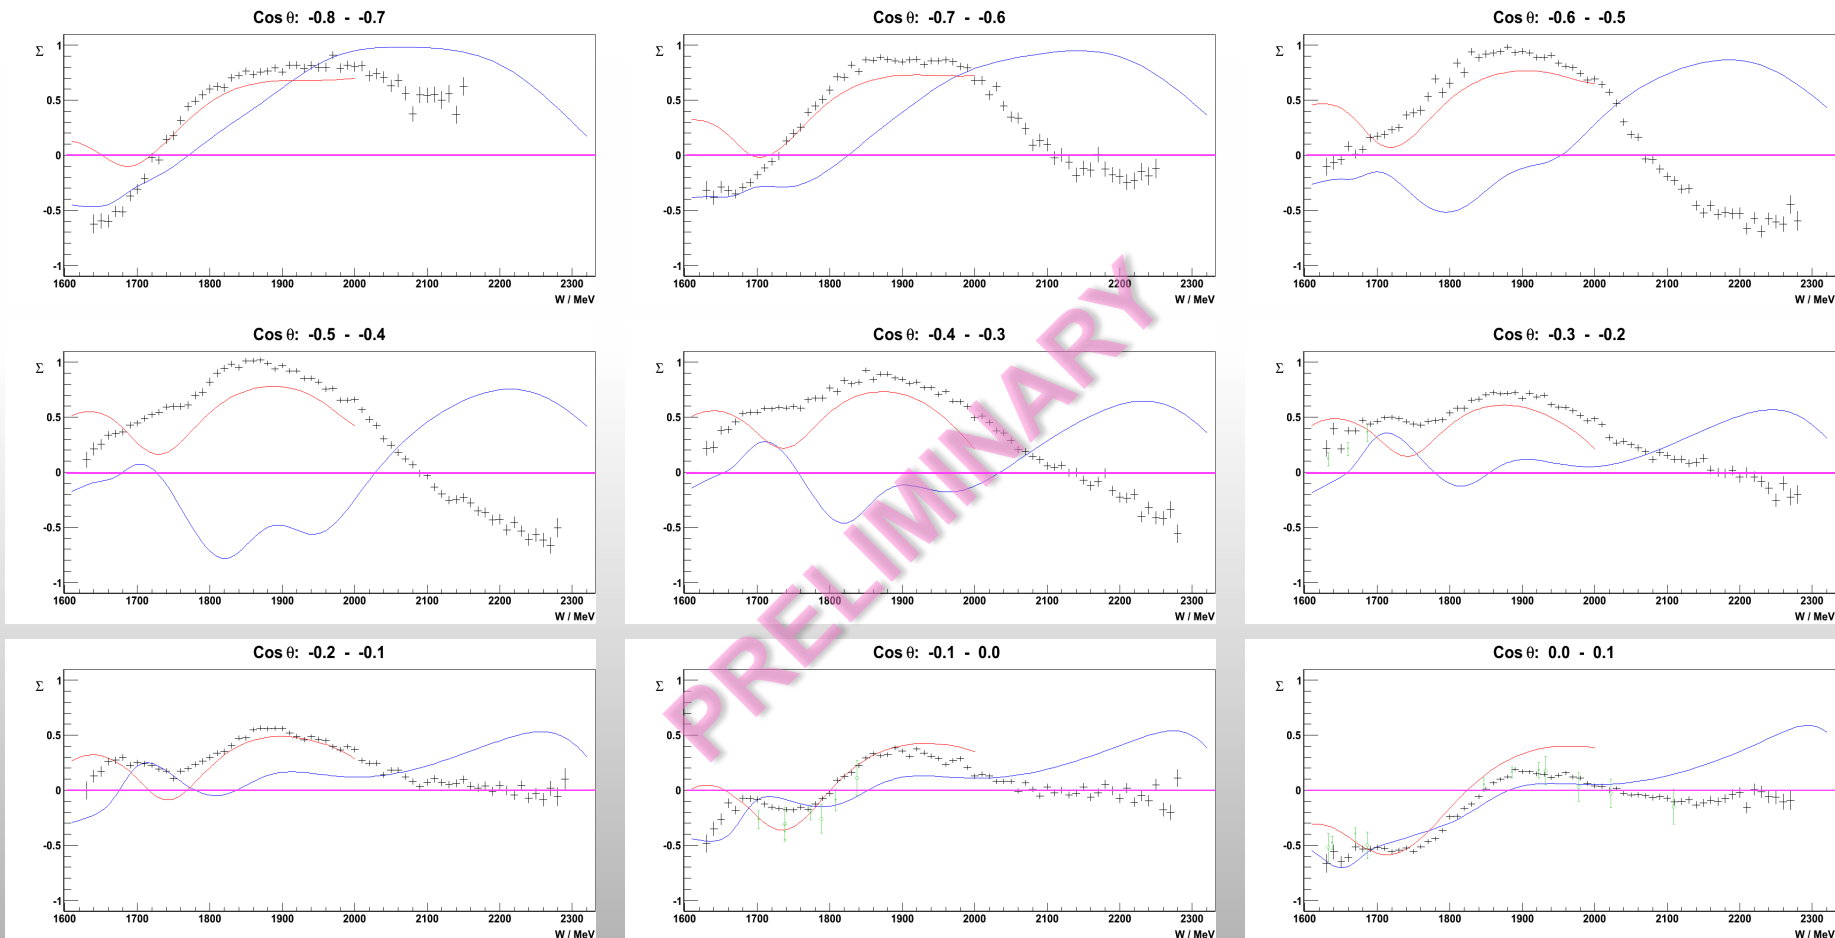 Cos θ: -0.8 - -0.7
Σ
1
0.5
0
-0.5
-1
1600 1700 1800 1900 2000 2100 2200 2300
W / MeV
Cos θ: -0.7 - -0.6
Σ
1
0.5
0
-0.5
-1
1600 1700 1800 1900 2000 2100 2200 2300
W / MeV
Cos θ: -0.6 - -0.5
Σ
1
0.5
0
-0.5
-1
1600 1700 1800 1900 2000 2100 2200 2300
W / MeV
Cos θ: -0.5 - -0.4
Σ
1
0.5
0
-0.5
-1
1600 1700 1800 1900 2000 2100 2200 2300
W / MeV
Cos θ: -0.4 - -0.3
Σ
1
0.5
0
-0.5
-1
1600 1700 1800 1900 2000 2100 2200 2300
W / MeV
Cos θ: -0.3 - -0.2
Σ
1
0.5
0
-0.5
-1
1600 1700 1800 1900 2000 2100 2200 2300
W / MeV
PRELIMINARY
Cos θ: -0.2 - -0.1
Σ
1
0.5
0
-0.5
-1
1600 1700 1800 1900 2000 2100 2200 2300
W / MeV
Cos θ: -0.1 - 0.0
Σ
1
0.5
0
-0.5
-1
1600 1700 1800 1900 2000 2100 2200 2300
W / MeV
Cos θ: 0.0 - 0.1
Σ
1
0.5
0
-0.5
-1
1600 1700 1800 1900 2000 2100 2200 2300
W / MeV